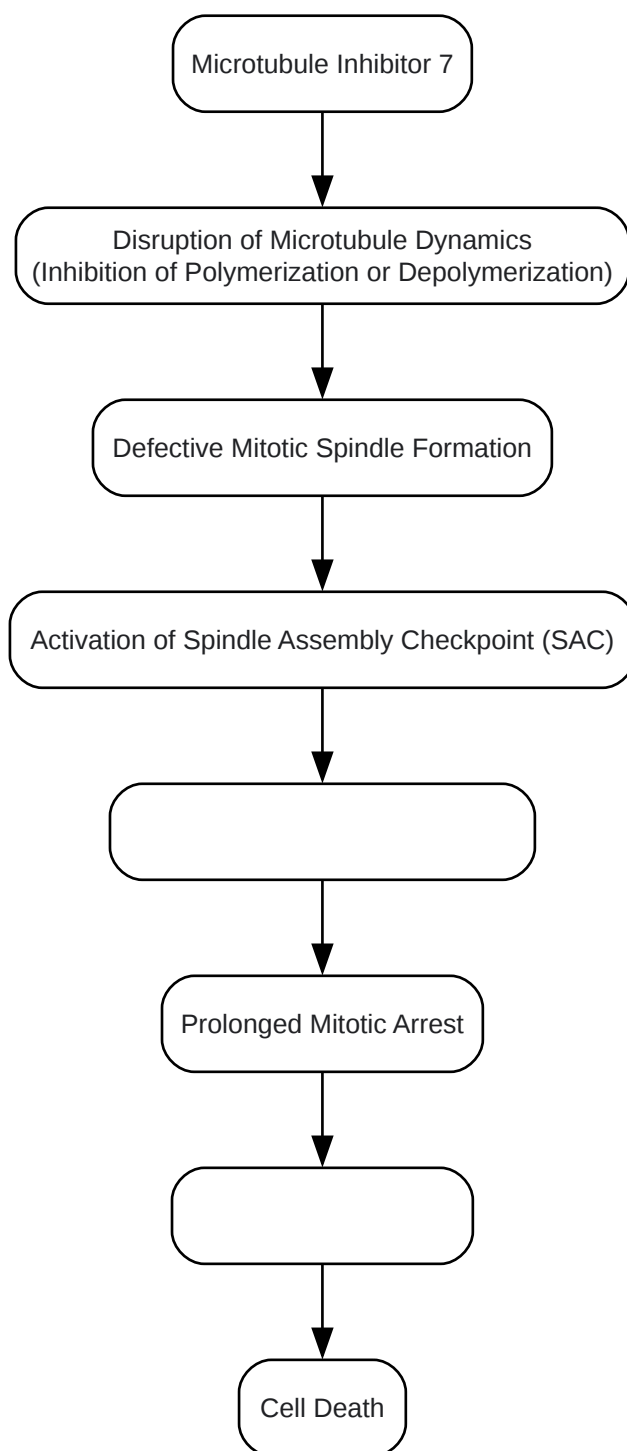 Microtubule Inhibitor 7
Disruption of Microtubule Dynamics
(Inhibition of Polymerization or Depolymerization)
Defective Mitotic Spindle Formation
Activation of Spindle Assembly Checkpoint (SAC)
Prolonged Mitotic Arrest
Cell Death